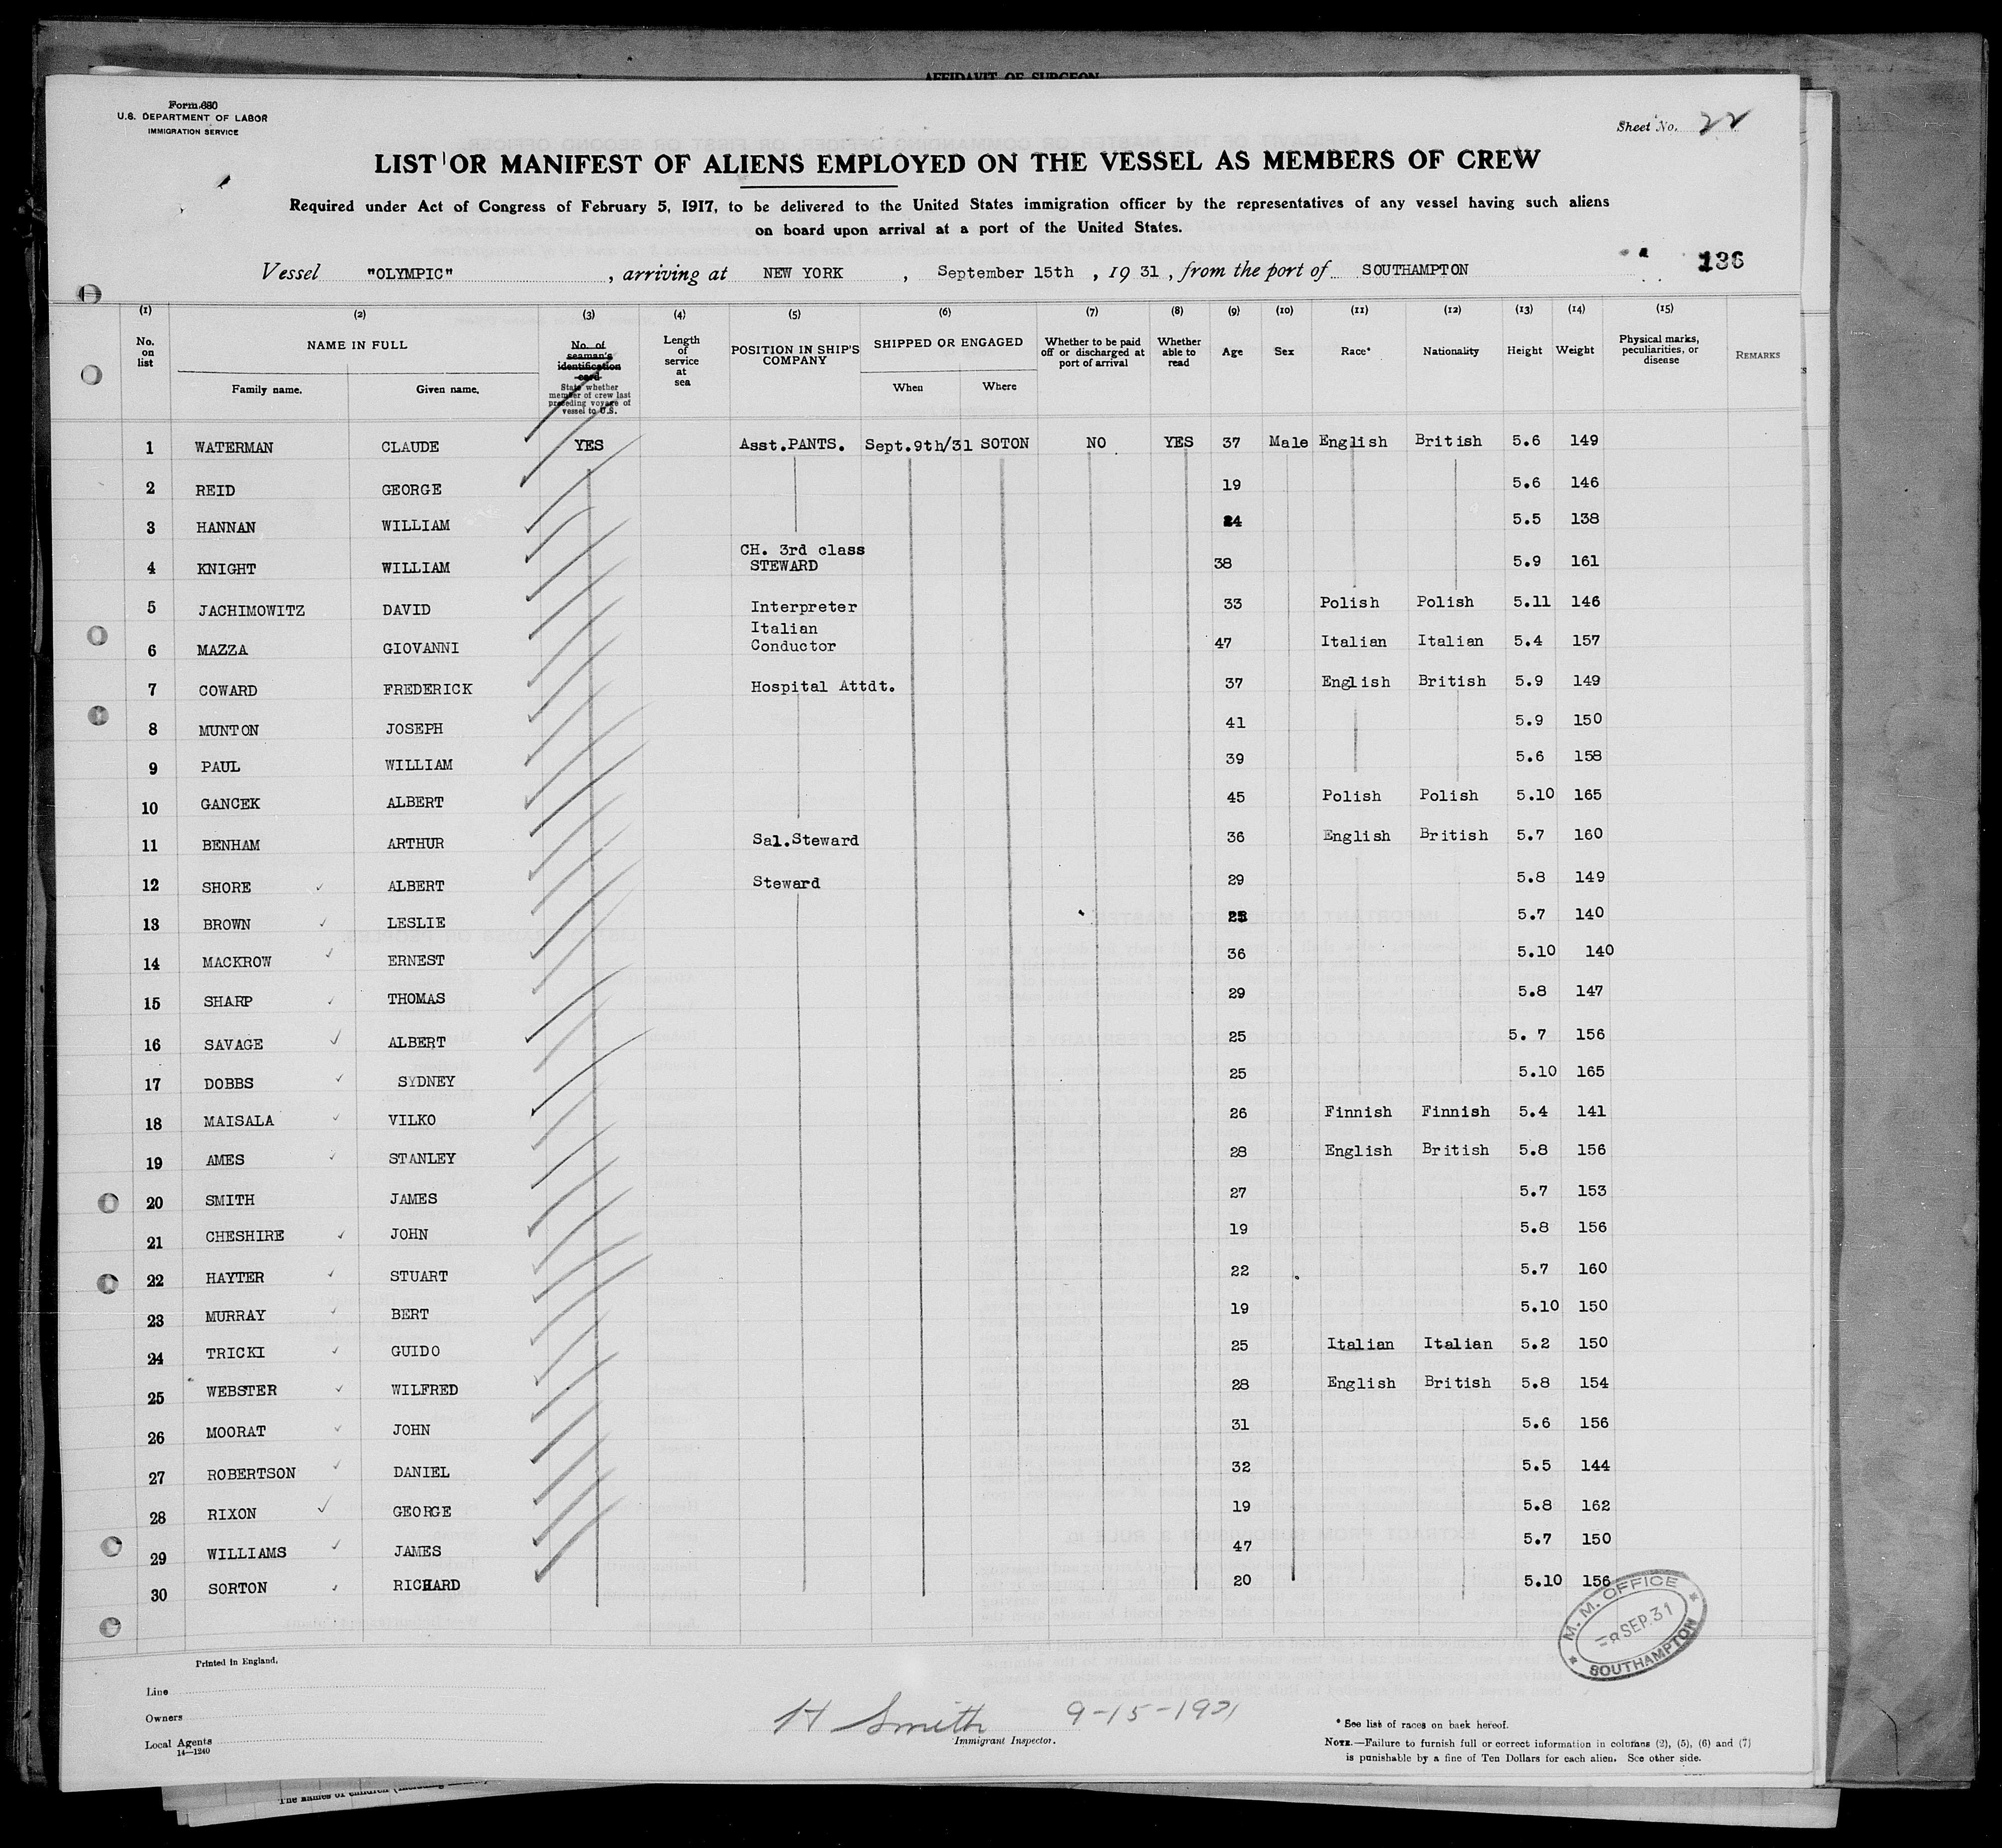 AFFIDAVIT OF SURGEON
Form 680
U.S. DEPARTMENT OF LABOR
IMMIGRATION SERVICE
Sheet No. 22
LIST OR MANIFEST OF ALIENS EMPLOYED ON THE VESSEL AS MEMBERS OF CREW
Required under Act of Congress of February 5, 1917, to be delivered to the United States immigration officer by the representatives of any vessel having such aliens
on board upon arrival at a port of the United States.
Vessel "OLYMPIC", arriving at NEW YORK, September 15th, 1931, from the port of SOUTHAMPTON
136
(1) (2) (3) (4) (5) (6) (7) (8) (9) (10) (11) (12) (13) (14) (15)
No. on list
NAME IN FULL
Family name. Given name.
No. of seaman's identification card
State whether member of crew last preceding voyage of vessel to U.S.
Length of service at sea
POSITION IN SHIP'S COMPANY
SHIPPED OR ENGAGED
When Where
Whether to be paid off or discharged at port of arrival
Whether able to read
Age Sex Race* Nationality Height Weight
Physical marks, peculiarities, or disease
REMARKS
1 WATERMAN CLAUDE YES Asst.PANTS. Sept.9th/31 SOTON NO YES 37 Male English British 5.6 149
2 REID GEORGE 19 5.6 146
3 HANNAN WILLIAM 24 5.5 138
4 KNIGHT WILLIAM CH. 3rd class STEWARD 38 5.9 161
5 JACHIMOWITZ DAVID Interpreter 33 Polish Polish 5.11 146
6 MAZZA GIOVANNI Italian Conductor 47 Italian Italian 5.4 157
7 COWARD FREDERICK Hospital Attdt. 37 English British 5.9 149
8 MUNTON JOSEPH 41 5.9 150
9 PAUL WILLIAM 39 5.6 158
10 GANCEK ALBERT 45 Polish Polish 5.10 165
11 BENHAM ARTHUR Sal.Steward 36 English British 5.7 160
12 SHORE ALBERT Steward 29 5.8 149
13 BROWN LESLIE 5.7 140
14 MACKROW ERNEST 36 5.10 140
15 SHARP THOMAS 29 5.8 147
16 SAVAGE ALBERT 25 5. 7 156
17 DOBBS SYDNEY 25 5.10 165
18 MAISALA VILKO 26 Finnish Finnish 5.4 141
19 AMES STANLEY 28 English British 5.8 156
20 SMITH JAMES 27 5.7 153
21 CHESHIRE JOHN 19 5.8 156
22 HAYTER STUART 22 5.7 160
23 MURRAY BERT 19 5.10 150
24 TRICKI GUIDO 25 Italian Italian 5.2 150
25 WEBSTER WILFRED 28 English British 5.8 154
26 MOORAT JOHN 31 5.6 156
27 ROBERTSON DANIEL 32 5.5 144
28 RIXON GEORGE 19 5.8 162
29 WILLIAMS JAMES 47 5.7 150
30 SORTON RICHARD 20 5.10 156
M. M. OFFICE
8 SEP.31
SOUTHAMPTON
Printed in England.
Line
Owners
Local Agents
14—1240
H Smith 9-15-1931
Immigrant Inspector.
* See list of races on back hereof.
NOTE.—Failure to furnish full or correct information in columns (2), (5), (6) and (7)
is punishable by a fine of Ten Dollars for each alien. See other side.